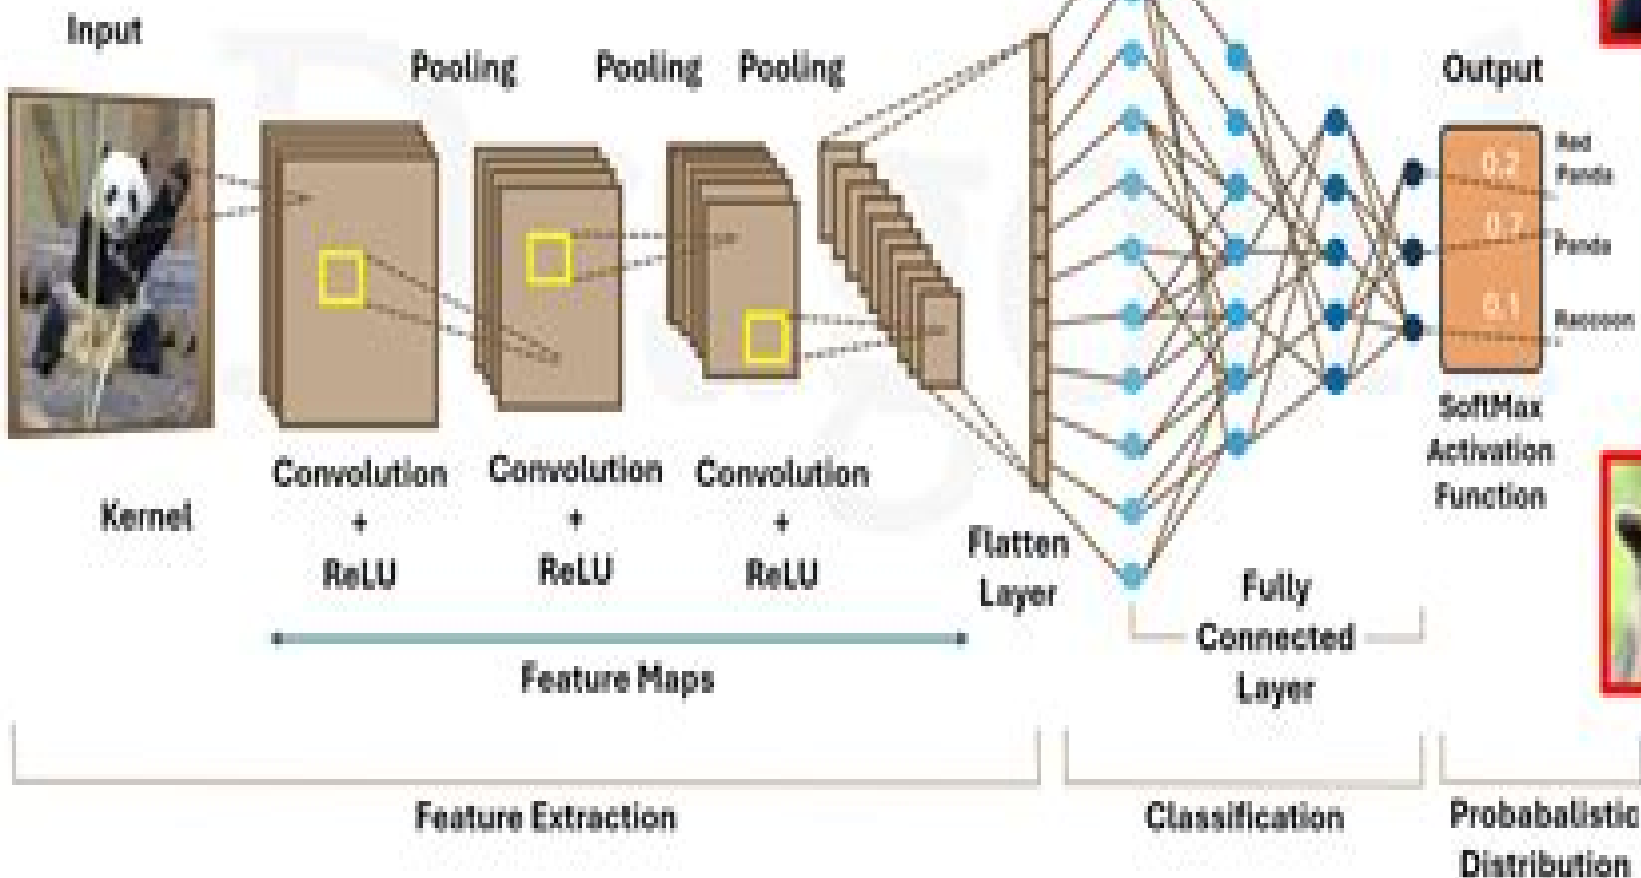 Input
Pooling
Pooling
Pooling
Output
0.2
Red
Panda
0.7
Panda
0.1
Raccoon
SoftMax
Activation
Function
Kernel
Convolution
+
ReLU
Convolution
+
ReLU
Convolution
+
ReLU
Flatten
Layer
Fully
Connected
Layer
Feature Maps
Feature Extraction
Classification
Probabalistic
Distribution